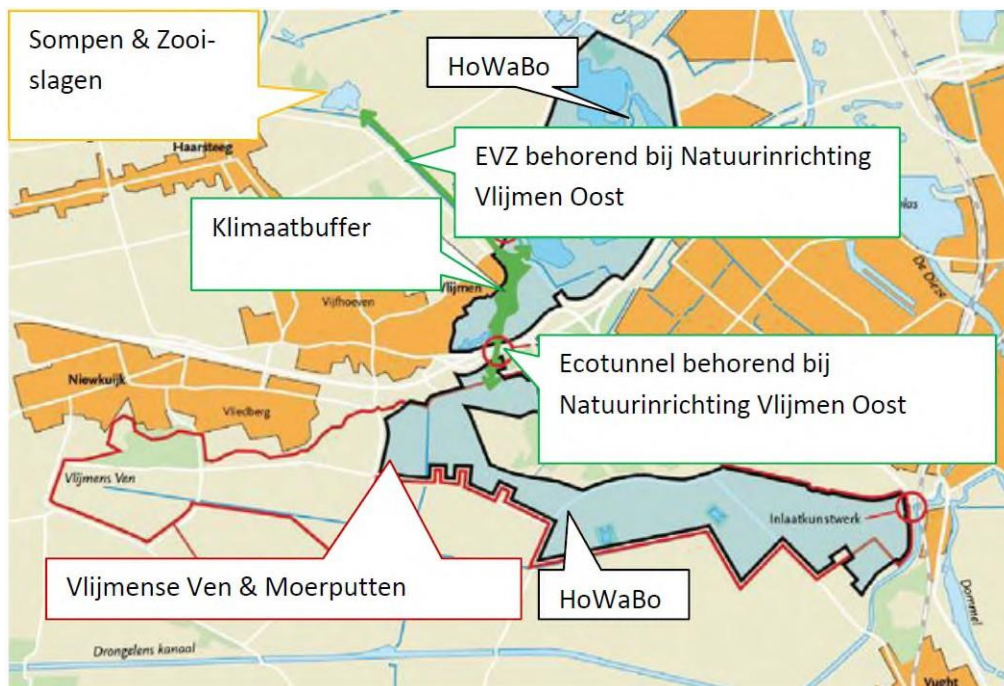 Sompen & Zooi-
slagen
HoWaBo
Haarsteeg
EVZ behorend bij Natuurinrichting
Vlijmen Oost
Klimaatbuffer
De Dieze
Vlijmen
Vijfhoeven
Ecotunnel behorend bij
Natuurinrichting Vlijmen Oost
Niewkuijk
Vliedberg
Vlijmens Ven
Inlaatkunstwerk
Vlijmense Ven & Moerputten
HoWaBo
Dommel
Drongelens kanaal
Vught